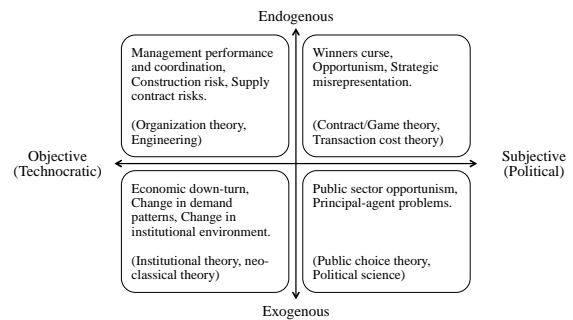 Endogenous
Management performance
and coordination,
Construction risk, Supply
contract risks.
(Organization theory,
Engineering)
Winners curse,
Opportunism, Strategic
misrepresentation.
(Contract/Game theory,
Transaction cost theory)
Objective
(Technocratic)
Subjective
(Political)
Economic down-turn,
Change in demand
patterns, Change in
institutional environment.
(Institutional theory, neo-
classical theory)
Public sector opportunism,
Principal-agent problems.
(Public choice theory,
Political science)
Exogenous